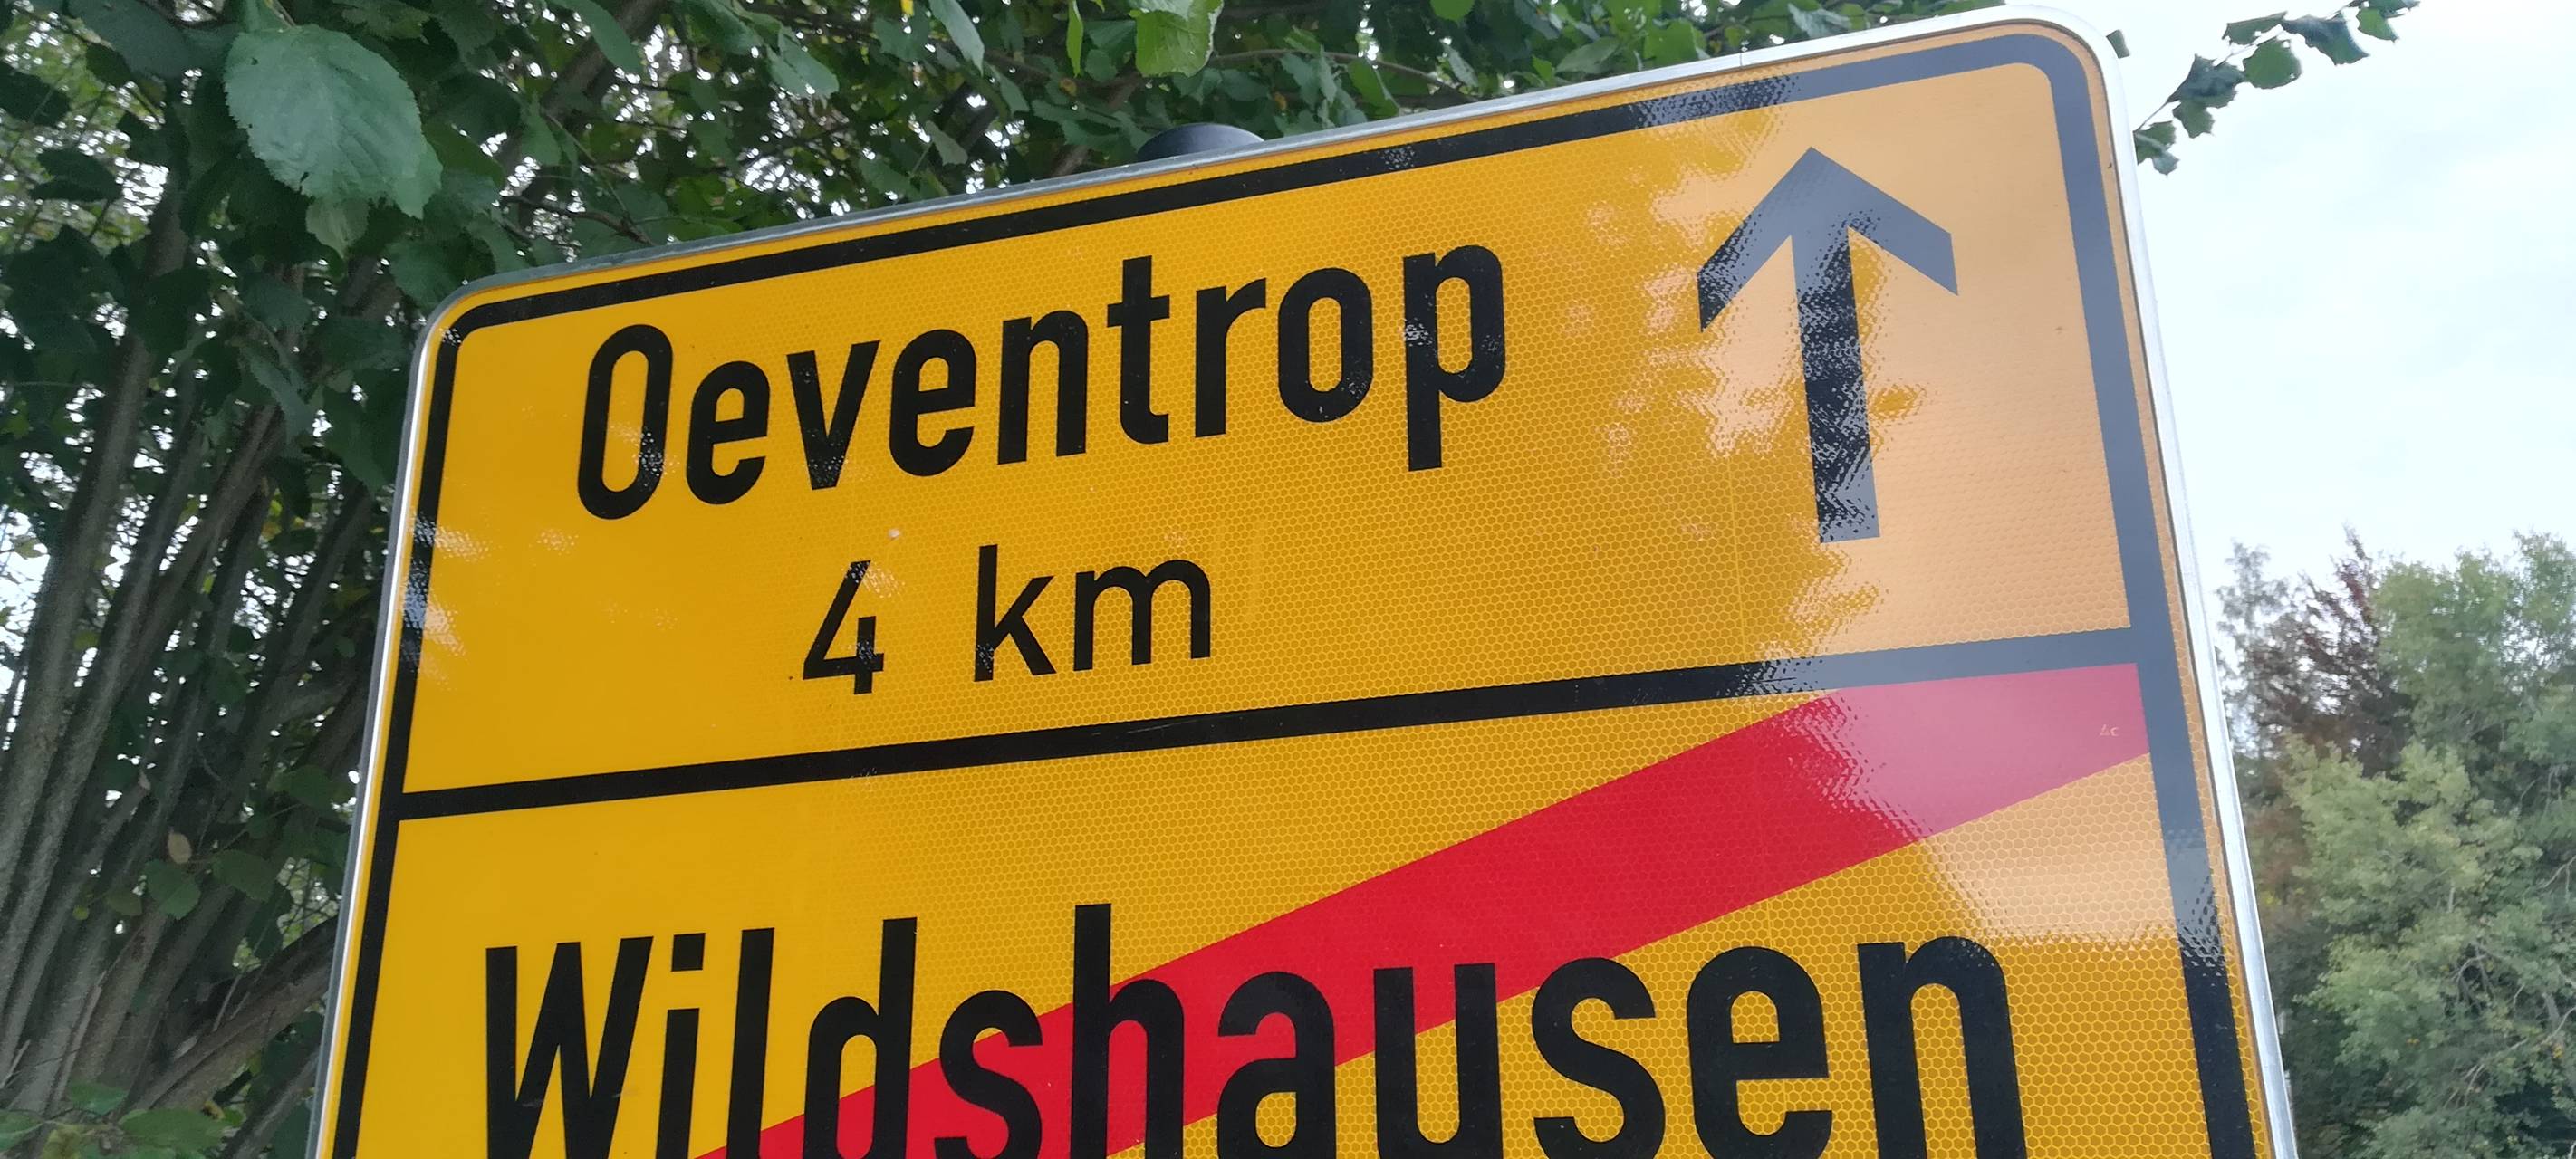 Oeventrop
4 km
Wildshausen